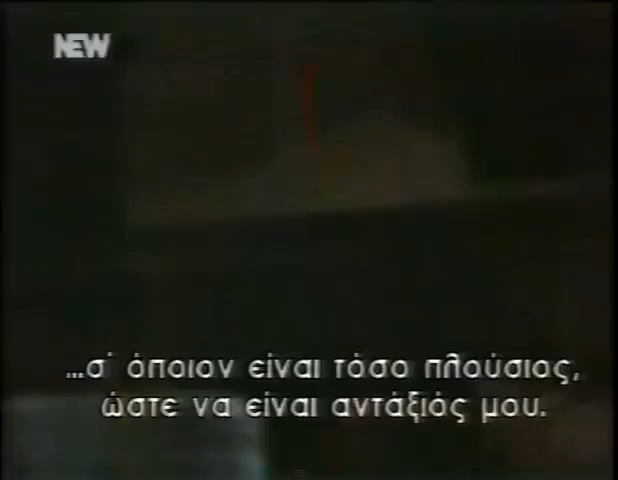 NEW
...σ΄ όποιον είναι τόσο πλούσιος,
ώστε να είναι αντάξιός μου.